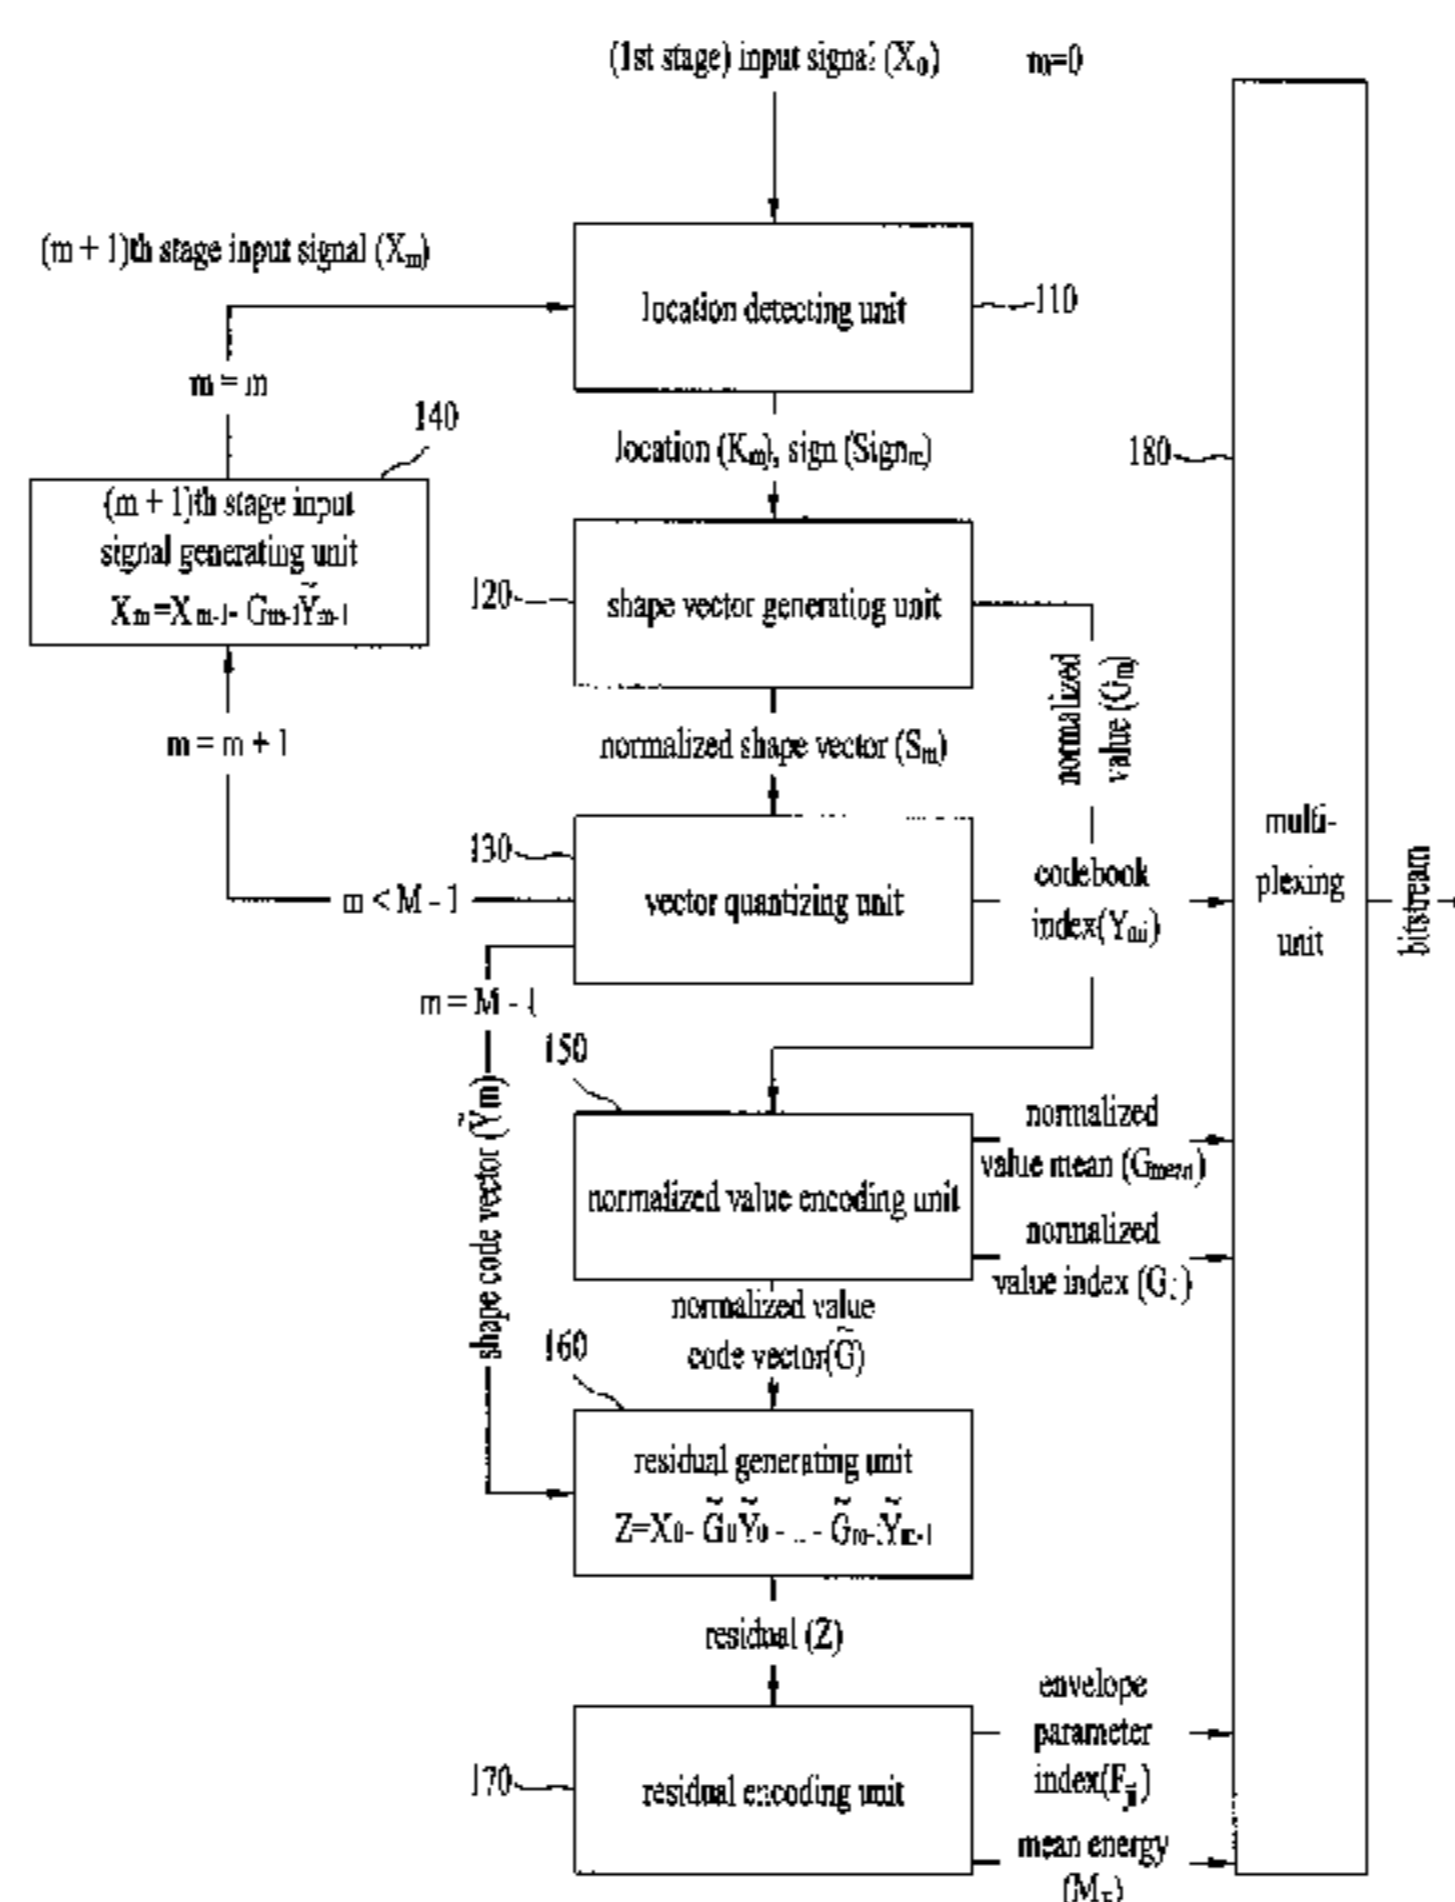 (1st stage) input signal (X₀) m=0
(m + 1)th stage input signal (Xₘ)
location detecting unit
110
m = m
140
location (Kₘ), sign (Signₘ)
180
(m + 1)th stage input
signal generating unit
Xₘ=Xₘ₋₁- Gₘ₋₁Ỹₘ₋₁
120
shape vector generating unit
normalized
value (Gₘ)
m = m + 1
normalized shape vector (Sₘ)
130
vector quantizing unit
m < M - 1
codebook
index(Yₘᵢ)
multi-
plexing
unit
bitstream
m = M - 1
150
shape code vector (Ỹm)
normalized value encoding unit
normalized
value mean (Gmean)
normalized
value index (Gᵢ)
normalized value
code vector(G̃)
160
residual generating unit
Z=X₀- G̃₀Ỹ₀ - .. - G̃ₘ₋₁Ỹₘ₋₁
residual (Z)
170
residual encoding unit
envelope
parameter
index(Fⱼᵢ)
mean energy